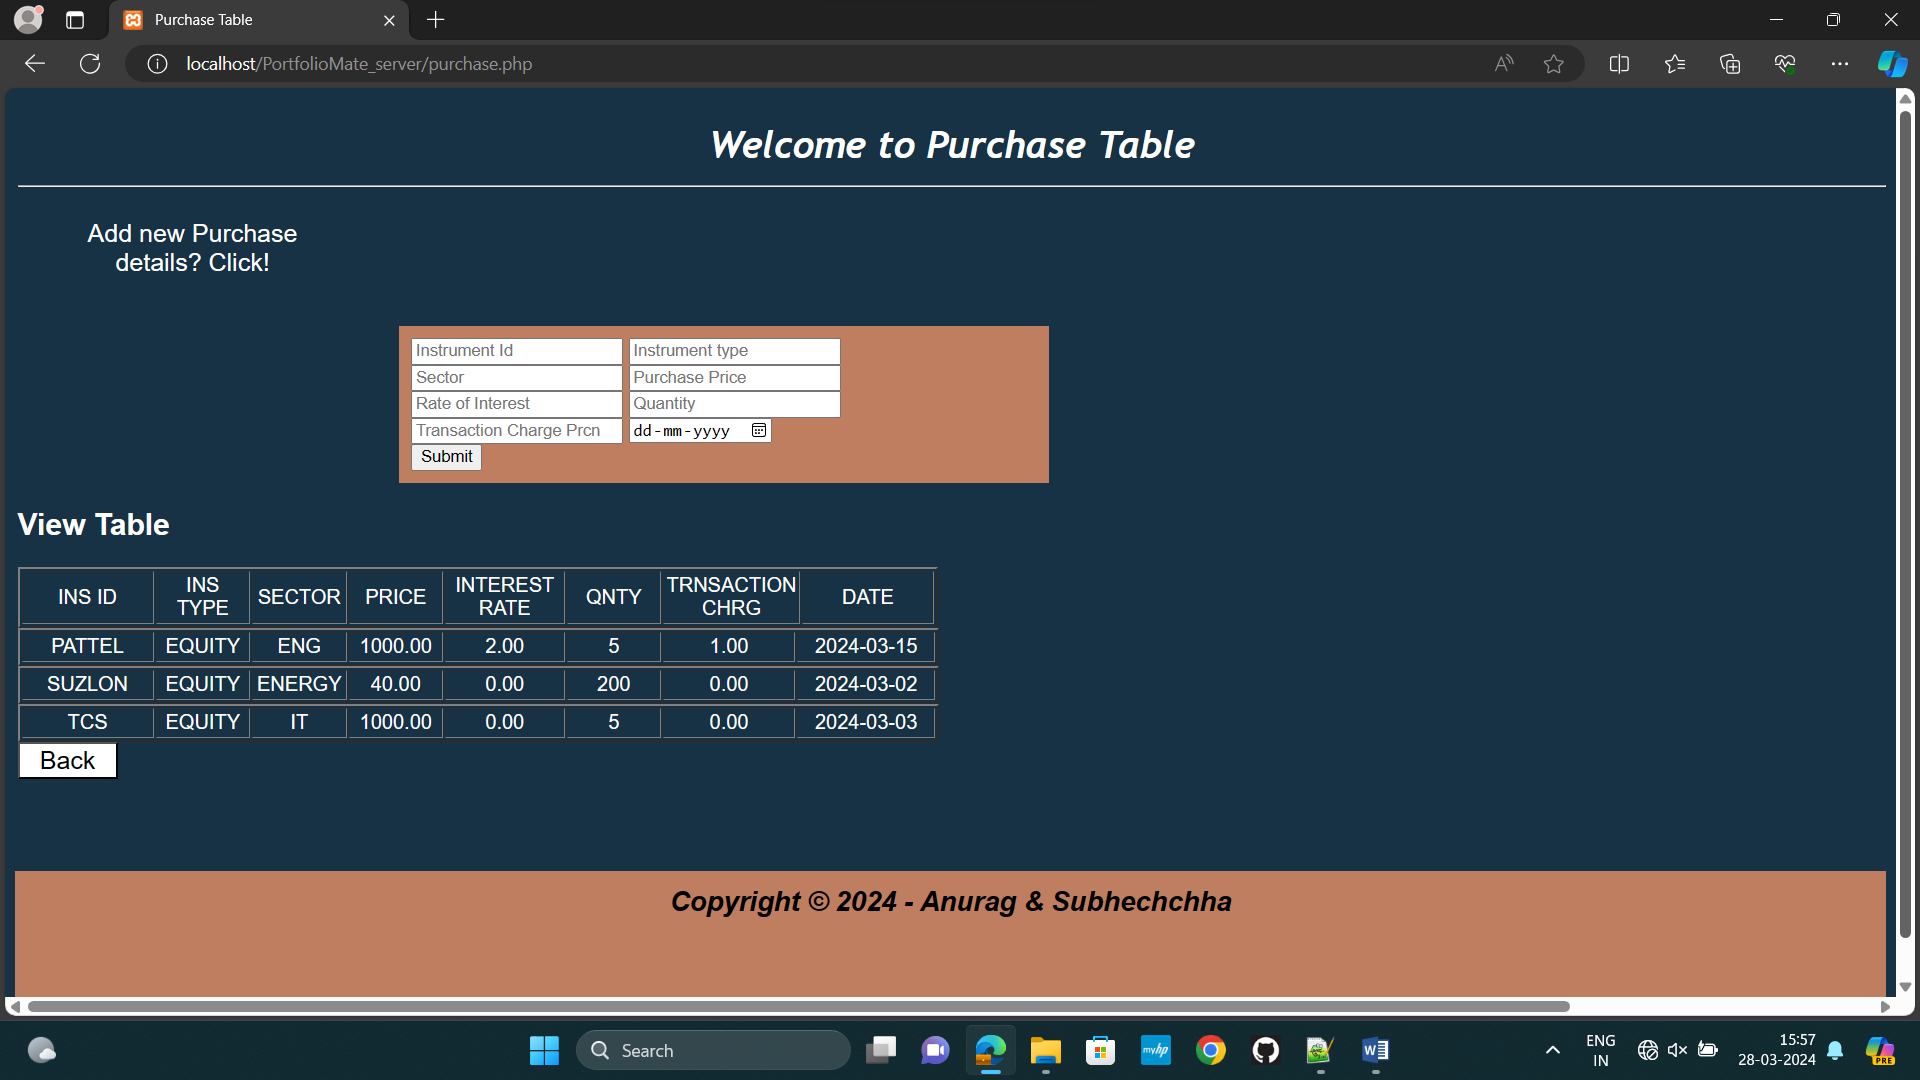 Purchase Table
localhost/PortfolioMate_server/purchase.php
Welcome to Purchase Table
Add new Purchase
details? Click!
Instrument Id Instrument type
Sector Purchase Price
Rate of Interest Quantity
Transaction Charge Prcn dd-mm-yyyy
Submit
View Table
INS ID INS TYPE SECTOR PRICE INTEREST RATE QNTY TRNSACTION CHRG DATE
PATTEL EQUITY ENG 1000.00 2.00 5 1.00 2024-03-15
SUZLON EQUITY ENERGY 40.00 0.00 200 0.00 2024-03-02
TCS EQUITY IT 1000.00 0.00 5 0.00 2024-03-03
Back
Copyright © 2024 - Anurag & Subhechchha
Search
myhp
W
ENG
IN
15:57
28-03-2024
PRE